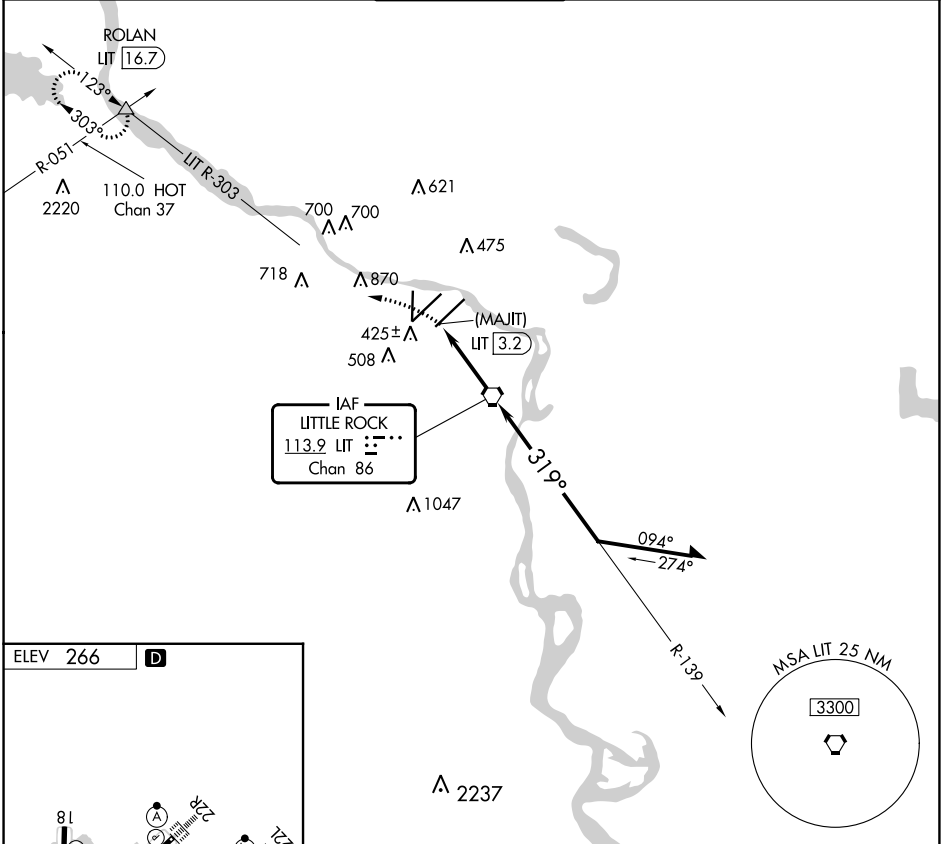 ROLAN
LIT 16.7
123°
303°
R-051
LIT R-303
110.0 HOT
Chan 37
2220
621
700
700
475
718
870
(MAJIT)
LIT 3.2
425±
508
IAF
LITTLE ROCK
113.9 LIT
Chan 86
319°
1047
094°
274°
R-139
MSA LIT 25 NM
3300
ELEV 266
D
2237
18
A
22R
22L